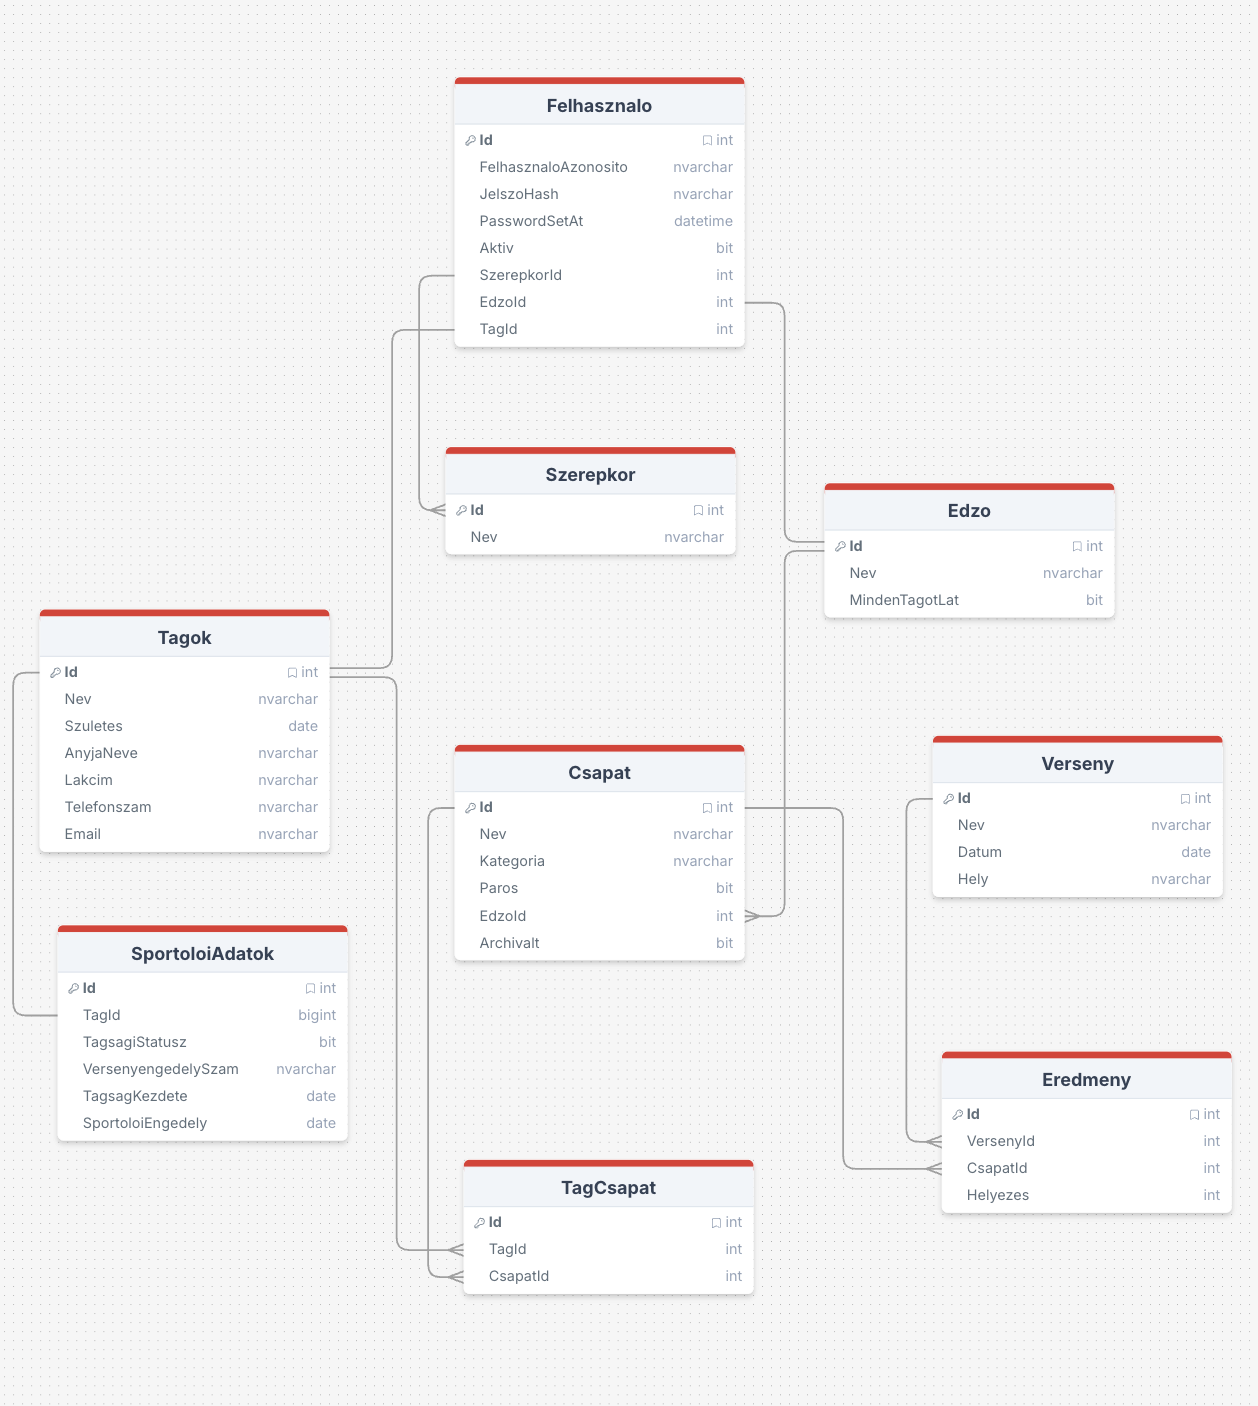 Felhasznalo
Id int
FelhasznaloAzonosito nvarchar
JelszoHash nvarchar
PasswordSetAt datetime
Aktiv bit
SzerepkorId int
EdzoId int
TagId int
Szerepkor
Id int
Nev nvarchar
Edzo
Id int
Nev nvarchar
MindenTagotLat bit
Tagok
Id int
Nev nvarchar
Szuletes date
AnyjaNeve nvarchar
Lakcim nvarchar
Telefonszam nvarchar
Email nvarchar
Csapat
Id int
Nev nvarchar
Kategoria nvarchar
Paros bit
EdzoId int
Archivalt bit
Verseny
Id int
Nev nvarchar
Datum date
Hely nvarchar
SportoloiAdatok
Id int
TagId bigint
TagsagiStatusz bit
VersenyengedelySzam nvarchar
TagsagKezdete date
SportoloiEngedely date
Eredmeny
Id int
VersenyId int
CsapatId int
Helyezes int
TagCsapat
Id int
TagId int
CsapatId int